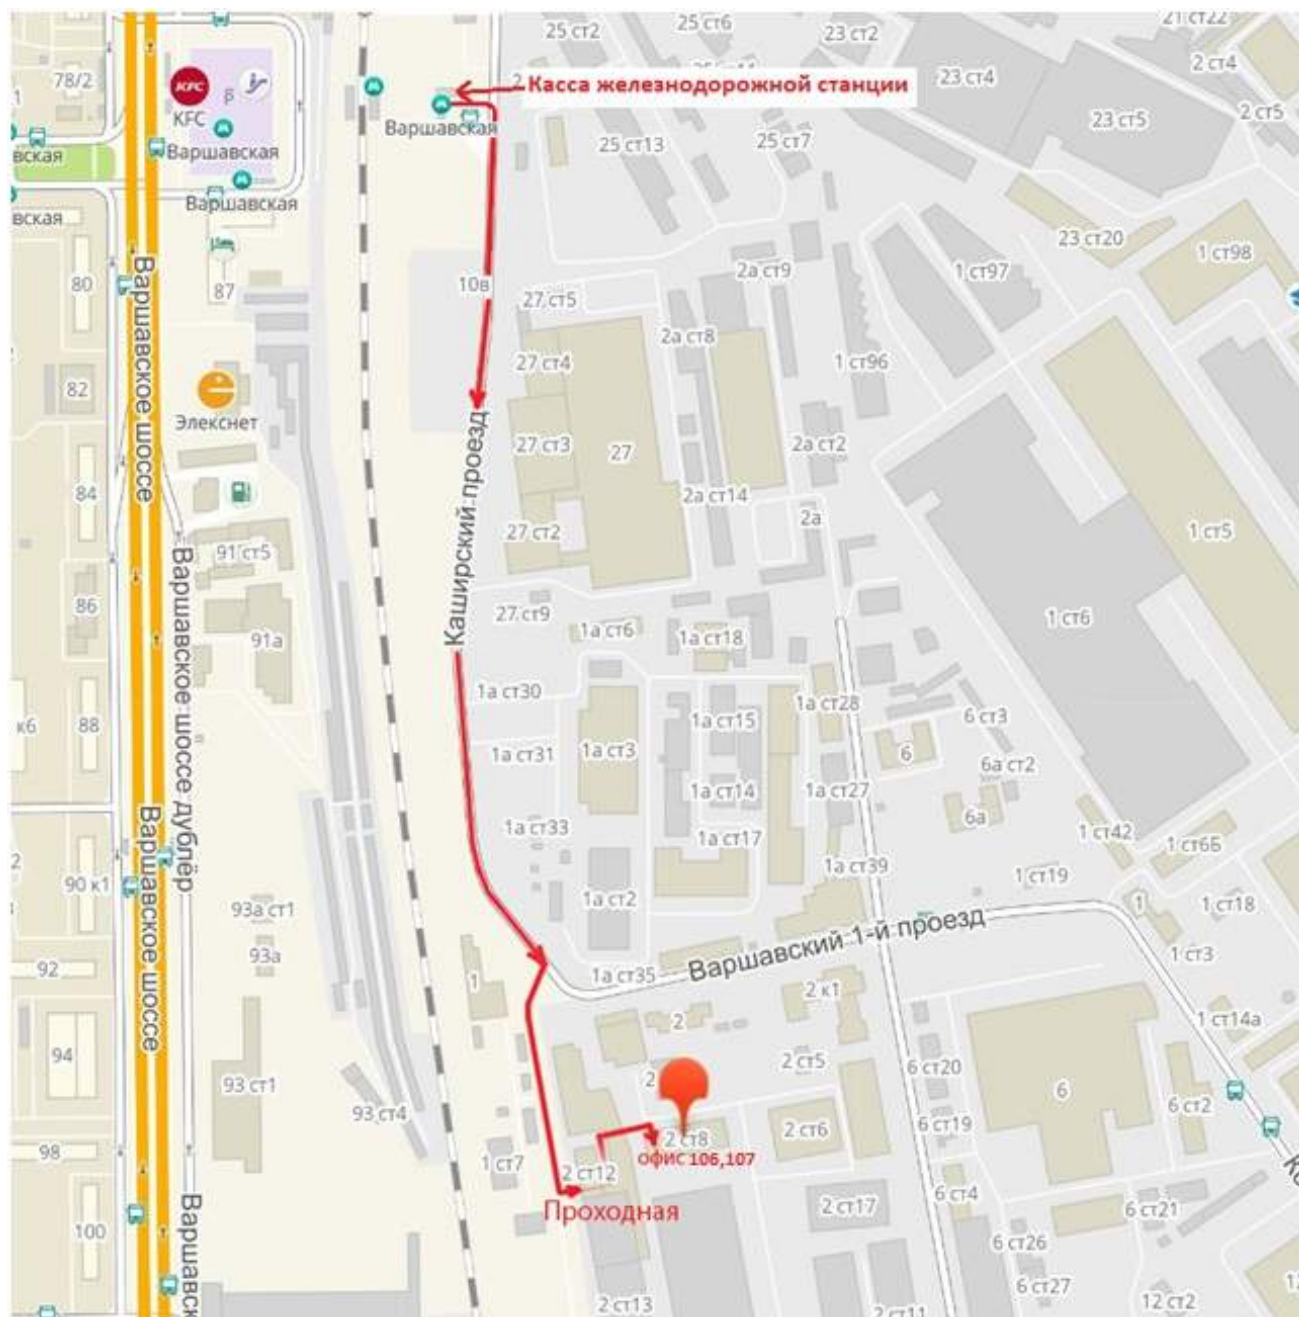 25 ст2
25 ст6
23 ст2
21 ст22
78/2
KFC
β
Касса железнодорожной станции
23 ст4
2 ст4
23 ст5
2 ст5
KFC
Варшавская
25 ст13
25 ст7
вская
Варшавская
Варшавская
вская
23 ст20
1 ст98
80
87
10в
2а ст9
1 ст97
27 ст5
Варшавское шоссе
2а ст8
27 ст4
1 ст96
82
Элекснет
27 ст3
27
2а ст2
Каширский проезд
84
2а ст14
2а
27 ст2
1 ст5
91 ст5
Варшавское шоссе дублёр
86
27 ст9
1 ст6
1а ст6
1а ст18
91а
1а ст30
1а ст28
к6
88
1а ст15
6 ст3
1а ст31
1а ст3
6
6а ст2
1а ст14
1а ст27
6а
Варшавское шоссе
1а ст33
1а ст17
1 ст42
1 ст6Б
90 к1
1а ст39
1 ст19
1а ст2
93а ст1
1
1 ст18
Варшавский 1-й проезд
93а
1 ст3
92
1
1а ст35
2 к1
2
1 ст14а
94
2 ст5
6 ст20
93 ст1
2
6
93 ст4
6 ст2
6 ст19
2 ст6
2 ст8
98
офис 106,107
1 ст7
2 ст12
6 ст4
Проходная
2 ст17
6 ст21
100
6 ст26
Варшавск
6 ст27
2 ст13
2 ст11
12 ст2